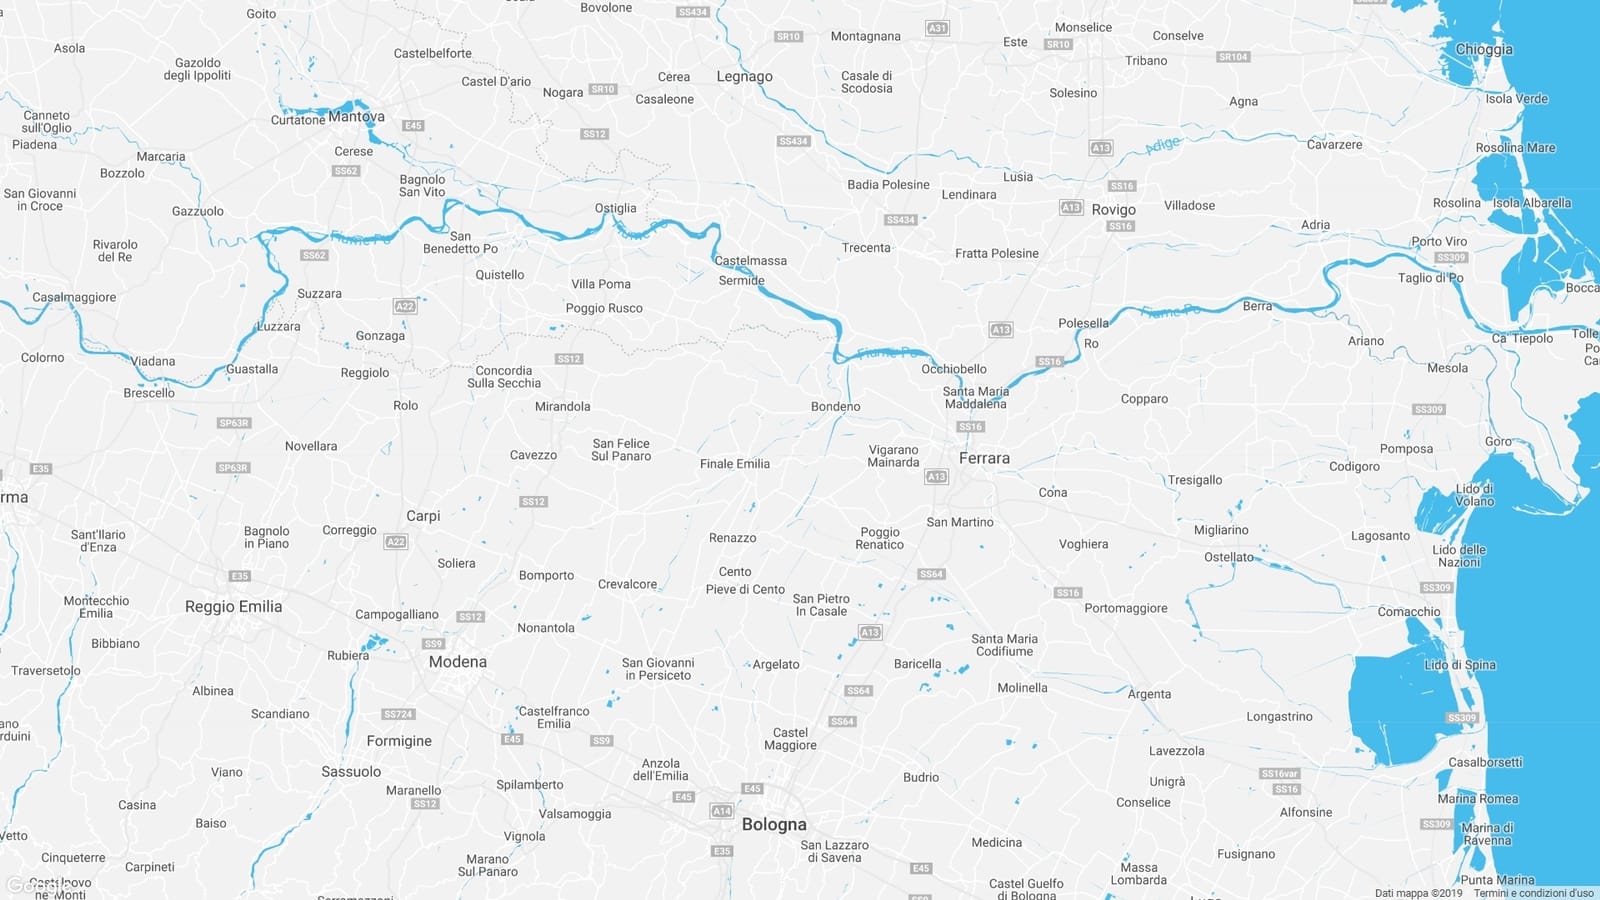 Goito
Bovolone
SS434
A31
Monselice
Asola
Castelbelforte
SR10
Montagnana
Este
SR10
Conselve
Chioggia
Gazoldo
degli Ippoliti
Castel D'ario
Cerea
Legnago
Casale di
Scodosia
Tribano
SR104
Nogara
SR10
Casaleone
Solesino
Agna
Isola Verde
Canneto
sull'Oglio
Curtatone
Mantova
E45
SS12
SS434
Piadena
Marcaria
Cerese
A13
Adige
Cavarzere
Rosolina Mare
Bozzolo
SS62
Bagnolo
San Vito
Badia Polesine
Lusia
SS16
San Giovanni
in Croce
Lendinara
Gazzuolo
Ostiglia
SS434
A13
Rovigo
Villadose
Rosolina
Isola Albarella
SS16
Adria
Rivarolo
del Re
Fiume Po
San
Benedetto Po
Fiume Po
Trecenta
Fratta Polesine
Porto Viro
SS62
Castelmassa
SS309
Quistello
Villa Poma
Sermide
Taglio di Po
Bocca
Casalmaggiore
Suzzara
A22
Poggio Rusco
Fiume Po
Berra
Luzzara
Gonzaga
A13
Polesella
Ro
Ariano
Ca' Tiepolo
Tolle
Po
Colorno
Viadana
Guastalla
SS12
Fiume Po
SS16
Occhiobello
Mesola
Brescello
Reggiolo
Concordia
Sulla Secchia
Santa Maria
Maddalena
Copparo
Rolo
Mirandola
Bondeno
SS309
SP63R
SS16
Novellara
San Felice
Sul Panaro
Vigarano
Mainarda
Ferrara
Pomposa
Goro
E35
SP63R
Cavezzo
Finale Emilia
A13
Codigoro
Tresigallo
rma
SS12
Cona
Lido di
Volano
Carpi
San Martino
Sant'Ilario
d'Enza
Bagnolo
in Piano
Correggio
A22
Renazzo
Poggio
Renatico
Voghiera
Migliarino
Lagosanto
Lido delle
Nazioni
Soliera
Ostellato
E35
Bomporto
Crevalcore
Cento
SS64
SS309
Montecchio
Emilia
Reggio Emilia
Campogalliano
SS12
Pieve di Cento
San Pietro
In Casale
SS16
Portomaggiore
Comacchio
Bibbiano
Nonantola
A13
SS9
Santa Maria
Codifiume
Rubiera
Modena
San Giovanni
in Persiceto
Argelato
Baricella
Lido di Spina
Traversetolo
Albinea
SS64
Molinella
Argenta
Scandiano
SS724
Castelfranco
Emilia
SS64
Longastrino
SS309
ano
rduini
Formigine
E45
SS9
Castel
Maggiore
Lavezzola
Viano
Sassuolo
Anzola
dell'Emilia
Budrio
Unigrà
SS16var
SS16
Casalborsetti
Maranello
SS12
Spilamberto
E45
E45
Conselice
Marina Romea
Casina
Baiso
Valsamoggia
A14
Bologna
Alfonsine
SS309
Vetto
Vignola
E35
San Lazzaro
di Savena
Medicina
Marina di
Ravenna
Cinqueterre
Carpineti
Marano
Sul Panaro
E45
Fusignano
Google
Castelnovo
ne' Monti
Castel Guelfo
di Bologna
Massa
Lombarda
Punta Marina
Dati mappa ©2019 Termini e condizioni d'uso